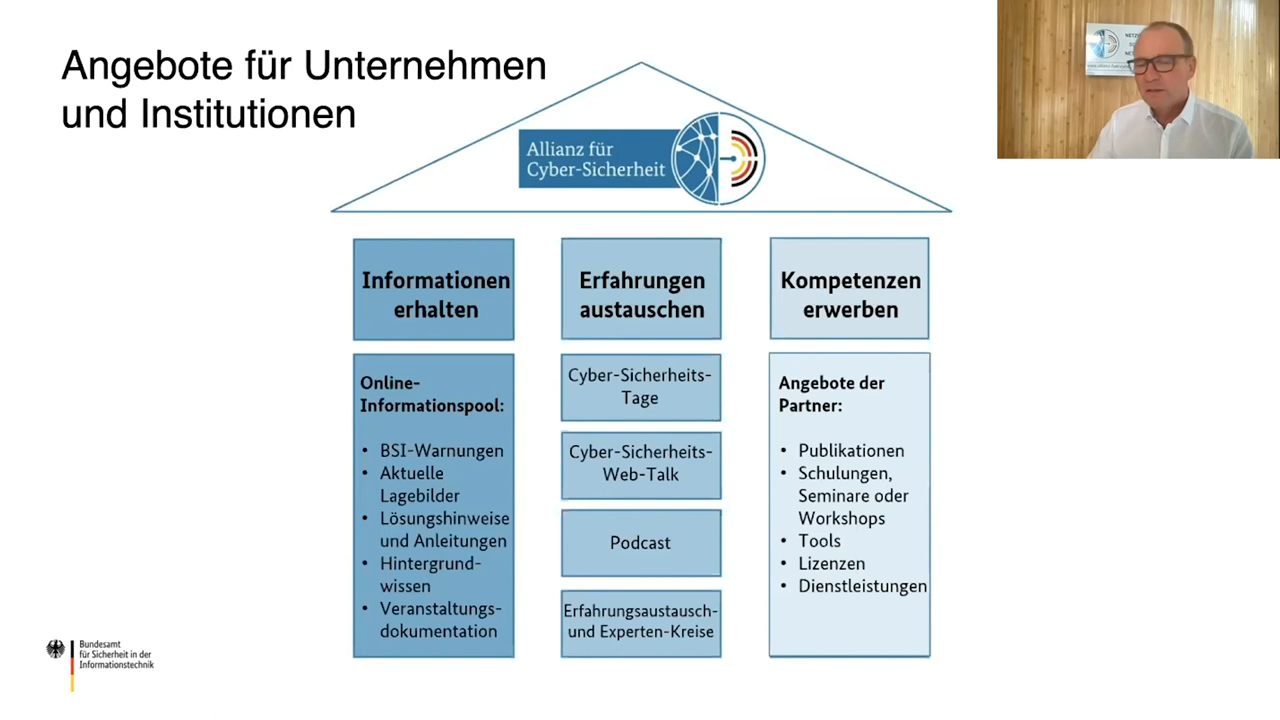 Angebote für Unternehmen
und Institutionen
Allianz für
Cyber-Sicherheit
Informationen
erhalten
Online-
Informationspool:
• BSI-Warnungen
• Aktuelle
Lagebilder
• Lösungshinweise
und Anleitungen
• Hintergrund-
wissen
• Veranstaltungs-
dokumentation
Erfahrungen
austauschen
Cyber-Sicherheits-
Tage
Cyber-Sicherheits-
Web-Talk
Podcast
Erfahrungsaustausch-
und Experten-Kreise
Kompetenzen
erwerben
Angebote der
Partner:
• Publikationen
• Schulungen,
Seminare oder
Workshops
• Tools
• Lizenzen
• Dienstleistungen
Bundesamt
für Sicherheit in der
Informationstechnik